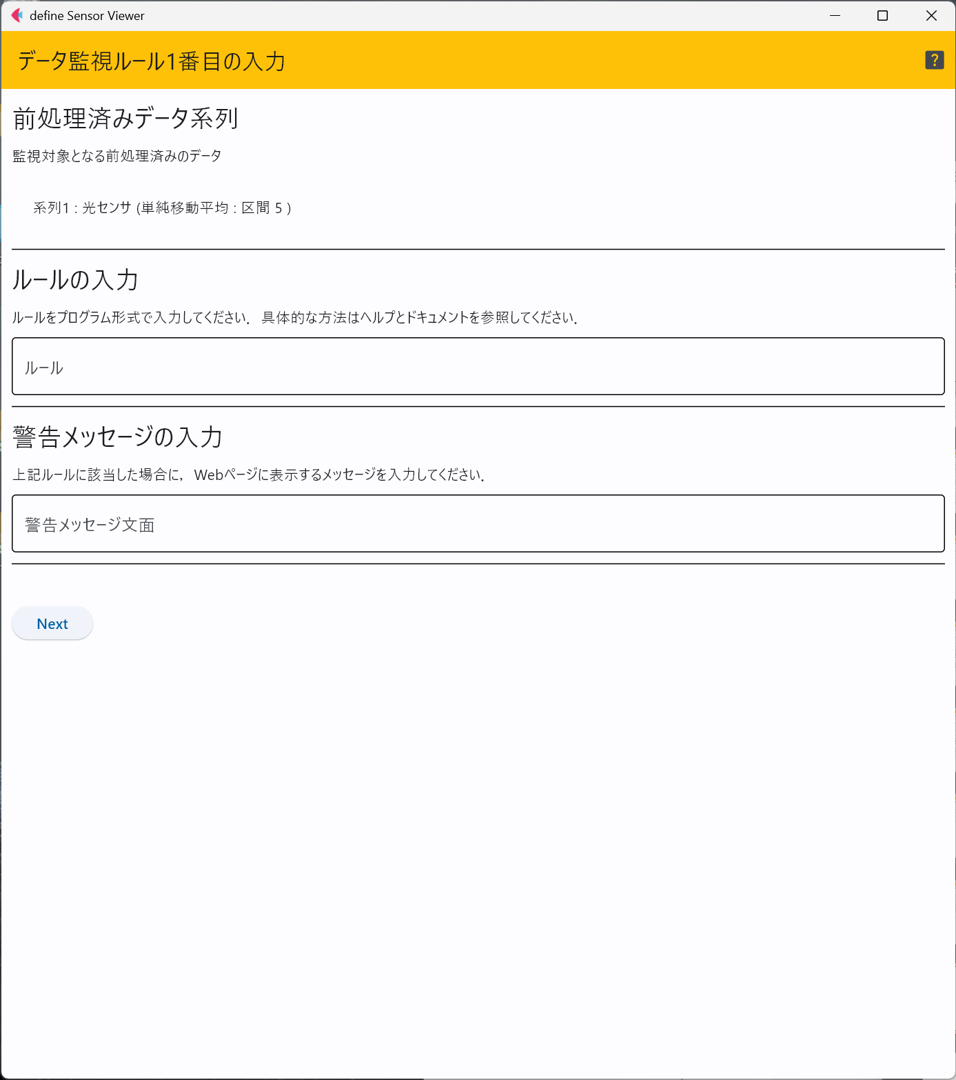 define Sensor Viewer
データ監視ルール1番目の入力
?
前処理済みデータ系列
監視対象となる前処理済みのデータ
系列1 : 光センサ (単純移動平均 : 区間 5 )
ルールの入力
ルールをプログラム形式で入力してください．具体的な方法はヘルプとドキュメントを参照してください．
ルール
警告メッセージの入力
上記ルールに該当した場合に，Webページに表示するメッセージを入力してください．
警告メッセージ文面
Next